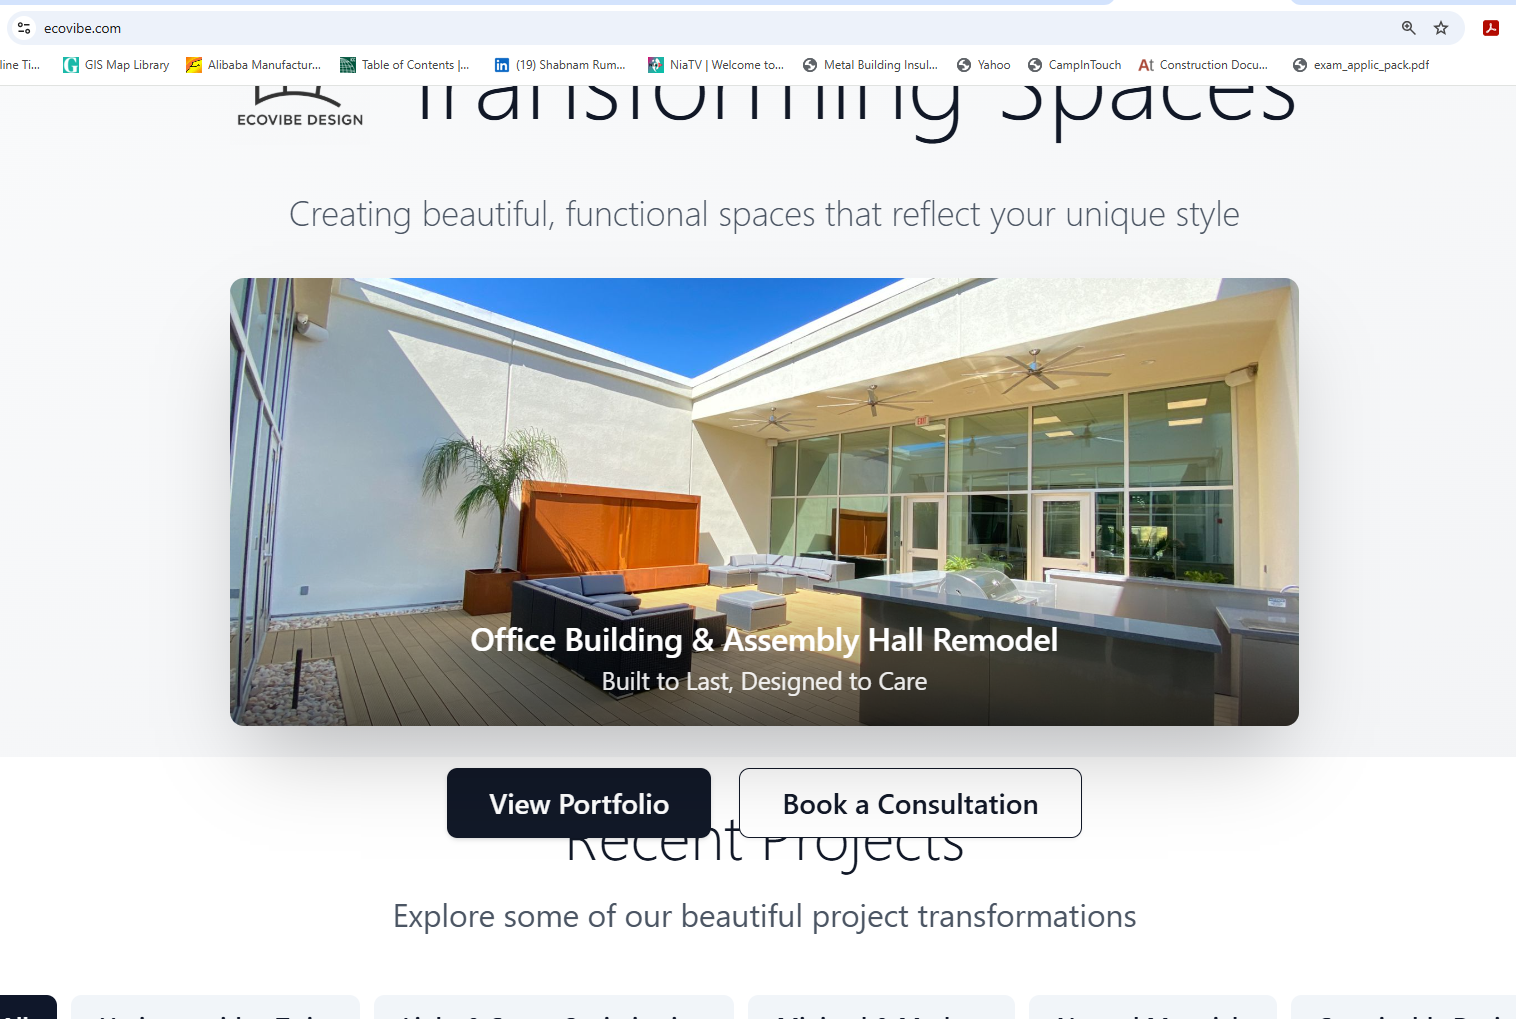 ecovibe.com
line Ti...
GIS Map Library
Alibaba Manufactur...
Table of Contents |...
(19) Shabnam Rum...
NiaTV | Welcome to...
Metal Building Insul...
Yahoo
CampInTouch
At Construction Docu...
exam_applic_pack.pdf
ECOVIBE DESIGN
Transforming Spaces
Creating beautiful, functional spaces that reflect your unique style
EXIT
Office Building & Assembly Hall Remodel
Built to Last, Designed to Care
View Portfolio
Book a Consultation
Recent Projects
Explore some of our beautiful project transformations